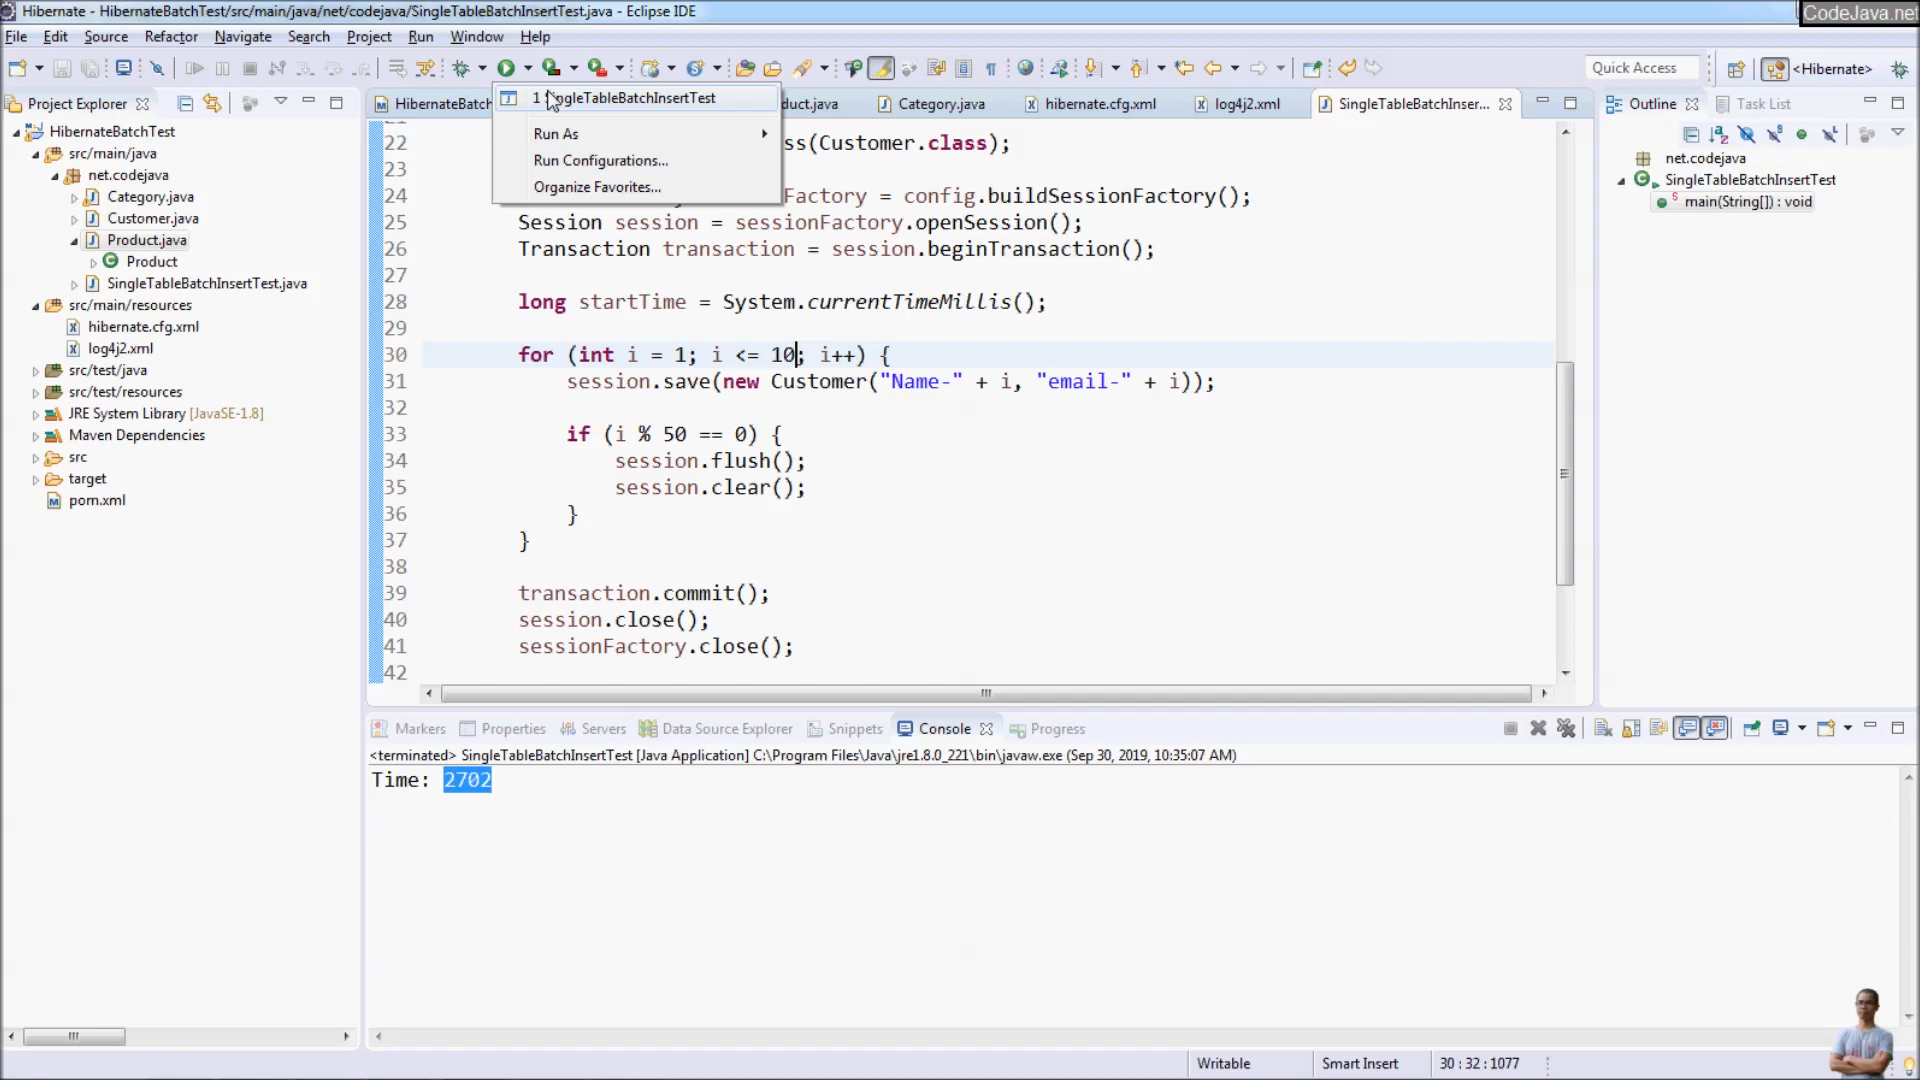 Hibernate - HibernateBatchTest/src/main/java/net/codejava/SingleTableBatchInsertTest.java - Eclipse IDE
CodeJava.net
File Edit Source Refactor Navigate Search Project Run Window Help
Quick Access
<Hibernate>
Project Explorer
HibernateBatchTest
src/main/java
net.codejava
Category.java
Customer.java
Product.java
Product
SingleTableBatchInsertTest.java
src/main/resources
hibernate.cfg.xml
log4j2.xml
src/test/java
src/test/resources
JRE System Library [JavaSE-1.8]
Maven Dependencies
src
target
pom.xml
HibernateBatch
duct.java
Category.java
hibernate.cfg.xml
log4j2.xml
SingleTableBatchInser...
1 SingleTableBatchInsertTest
Run As
Run Configurations...
Organize Favorites...
22 ss(Customer.class);
23
24 Factory = config.buildSessionFactory();
25 Session session = sessionFactory.openSession();
26 Transaction transaction = session.beginTransaction();
27
28 long startTime = System.currentTimeMillis();
29
30 for (int i = 1; i <= 10; i++) {
31 session.save(new Customer("Name-" + i, "email-" + i));
32
33 if (i % 50 == 0) {
34 session.flush();
35 session.clear();
36 }
37 }
38
39 transaction.commit();
40 session.close();
41 sessionFactory.close();
42
Outline
Task List
net.codejava
SingleTableBatchInsertTest
main(String[]) : void
Markers Properties Servers Data Source Explorer Snippets Console Progress
<terminated> SingleTableBatchInsertTest [Java Application] C:\Program Files\Java\jre1.8.0_221\bin\javaw.exe (Sep 30, 2019, 10:35:07 AM)
Time: 2702
Writable Smart Insert 30 : 32 : 1077